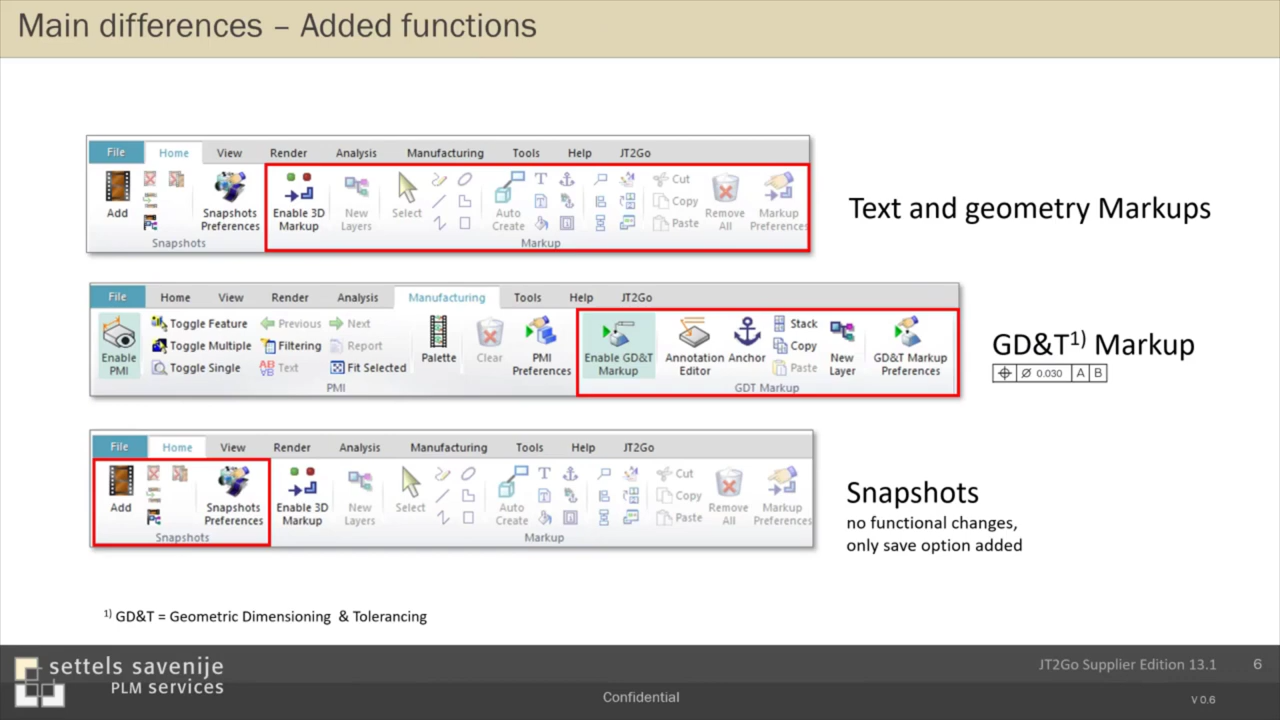 Main differences – Added functions
File Home View Render Analysis Manufacturing Tools Help JT2Go
Add Snapshots Preferences Enable 3D Markup New Layers Select Auto Create T Cut Copy Paste Remove All Markup Preferences
Snapshots Markup
Text and geometry Markups
File Home View Render Analysis Manufacturing Tools Help JT2Go
Enable PMI Toggle Feature Previous Next Palette Clear PMI Preferences Enable GD&T Markup Annotation Editor Anchor Stack New Layer GD&T Markup Preferences
Toggle Multiple Filtering Report Copy
Toggle Single Text Fit Selected Paste
PMI GDT Markup
GD&T1) Markup
⌖ ⌀ 0.030 A B
File Home View Render Analysis Manufacturing Tools Help JT2Go
Add Snapshots Preferences Enable 3D Markup New Layers Select Auto Create T Cut Copy Paste Remove All Markup Preferences
Snapshots Markup
Snapshots
no functional changes,
only save option added
1) GD&T = Geometric Dimensioning & Tolerancing
settels savenije
PLM services
Confidential
JT2Go Supplier Edition 13.1 6
V 0.6